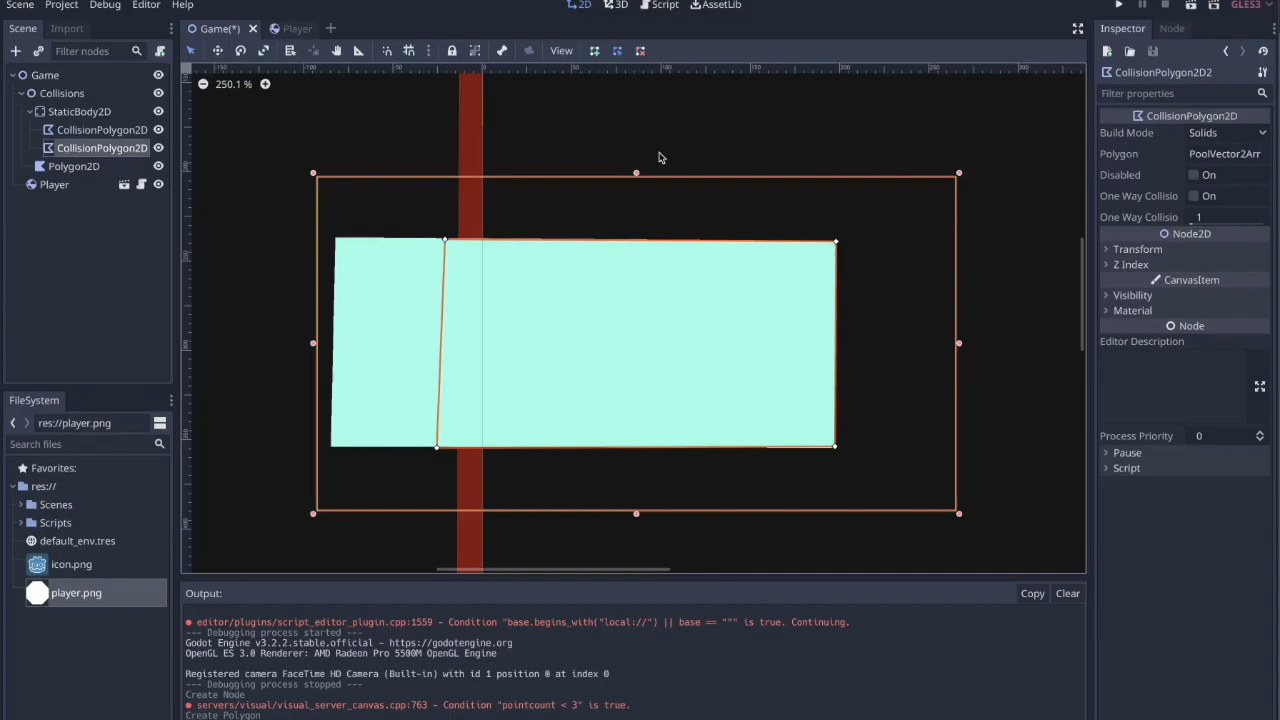 Scene Project Debug Editor Help
2D 3D Script AssetLib
GLES3
Scene Import
Game(*) Player
Inspector Node
Filter nodes
View
CollisionPolygon2D2
Game
250.1 %
Filter properties
Collisions
StaticBody2D
CollisionPolygon2D
CollisionPolygon2D
CollisionPolygon2D
Build Mode Solids
CollisionPolygon2D
Polygon PoolVector2Arr
Polygon2D
Disabled On
Player
One Way Collisio On
One Way Collisio 1
Node2D
Transform
Z Index
CanvasItem
Visibility
Material
Node
Editor Description
FileSystem
res://player.png
Search files
Process Priority 0
Favorites:
Pause
res://
Script
Scenes
Scripts
default_env.tres
icon.png
player.png
Output:
Copy Clear
editor/plugins/script_editor_plugin.cpp:1559 - Condition "base.begins_with("local://") || base == """ is true. Continuing.
--- Debugging process started ---
Godot Engine v3.2.2.stable.official - https://godotengine.org
OpenGL ES 3.0 Renderer: AMD Radeon Pro 5500M OpenGL Engine
Registered camera FaceTime HD Camera (Built-in) with id 1 position 0 at index 0
--- Debugging process stopped ---
Create Node
servers/visual/visual_server_canvas.cpp:763 - Condition "pointcount < 3" is true.
Create Polygon